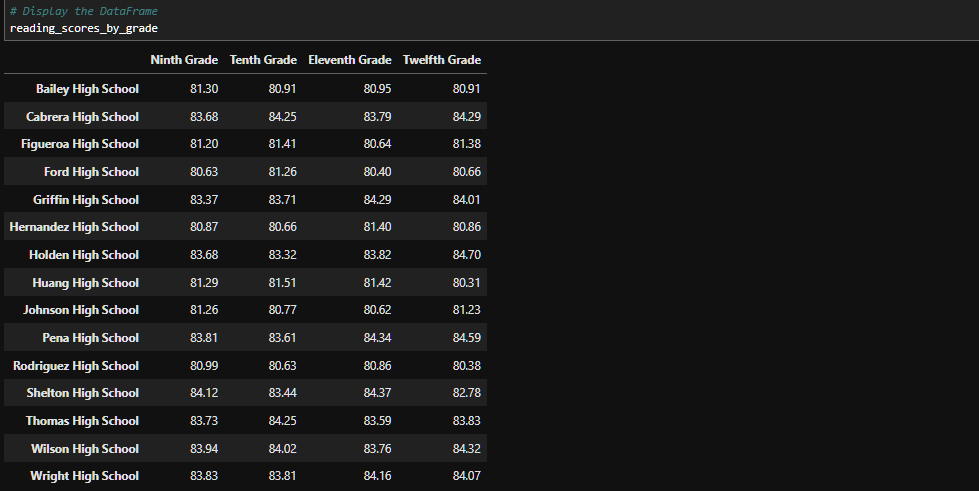 # Display the DataFrame
reading_scores_by_grade
Ninth Grade Tenth Grade Eleventh Grade Twelfth Grade
Bailey High School 81.30 80.91 80.95 80.91
Cabrera High School 83.68 84.25 83.79 84.29
Figueroa High School 81.20 81.41 80.64 81.38
Ford High School 80.63 81.26 80.40 80.66
Griffin High School 83.37 83.71 84.29 84.01
Hernandez High School 80.87 80.66 81.40 80.86
Holden High School 83.68 83.32 83.82 84.70
Huang High School 81.29 81.51 81.42 80.31
Johnson High School 81.26 80.77 80.62 81.23
Pena High School 83.81 83.61 84.34 84.59
Rodriguez High School 80.99 80.63 80.86 80.38
Shelton High School 84.12 83.44 84.37 82.78
Thomas High School 83.73 84.25 83.59 83.83
Wilson High School 83.94 84.02 83.76 84.32
Wright High School 83.83 83.81 84.16 84.07